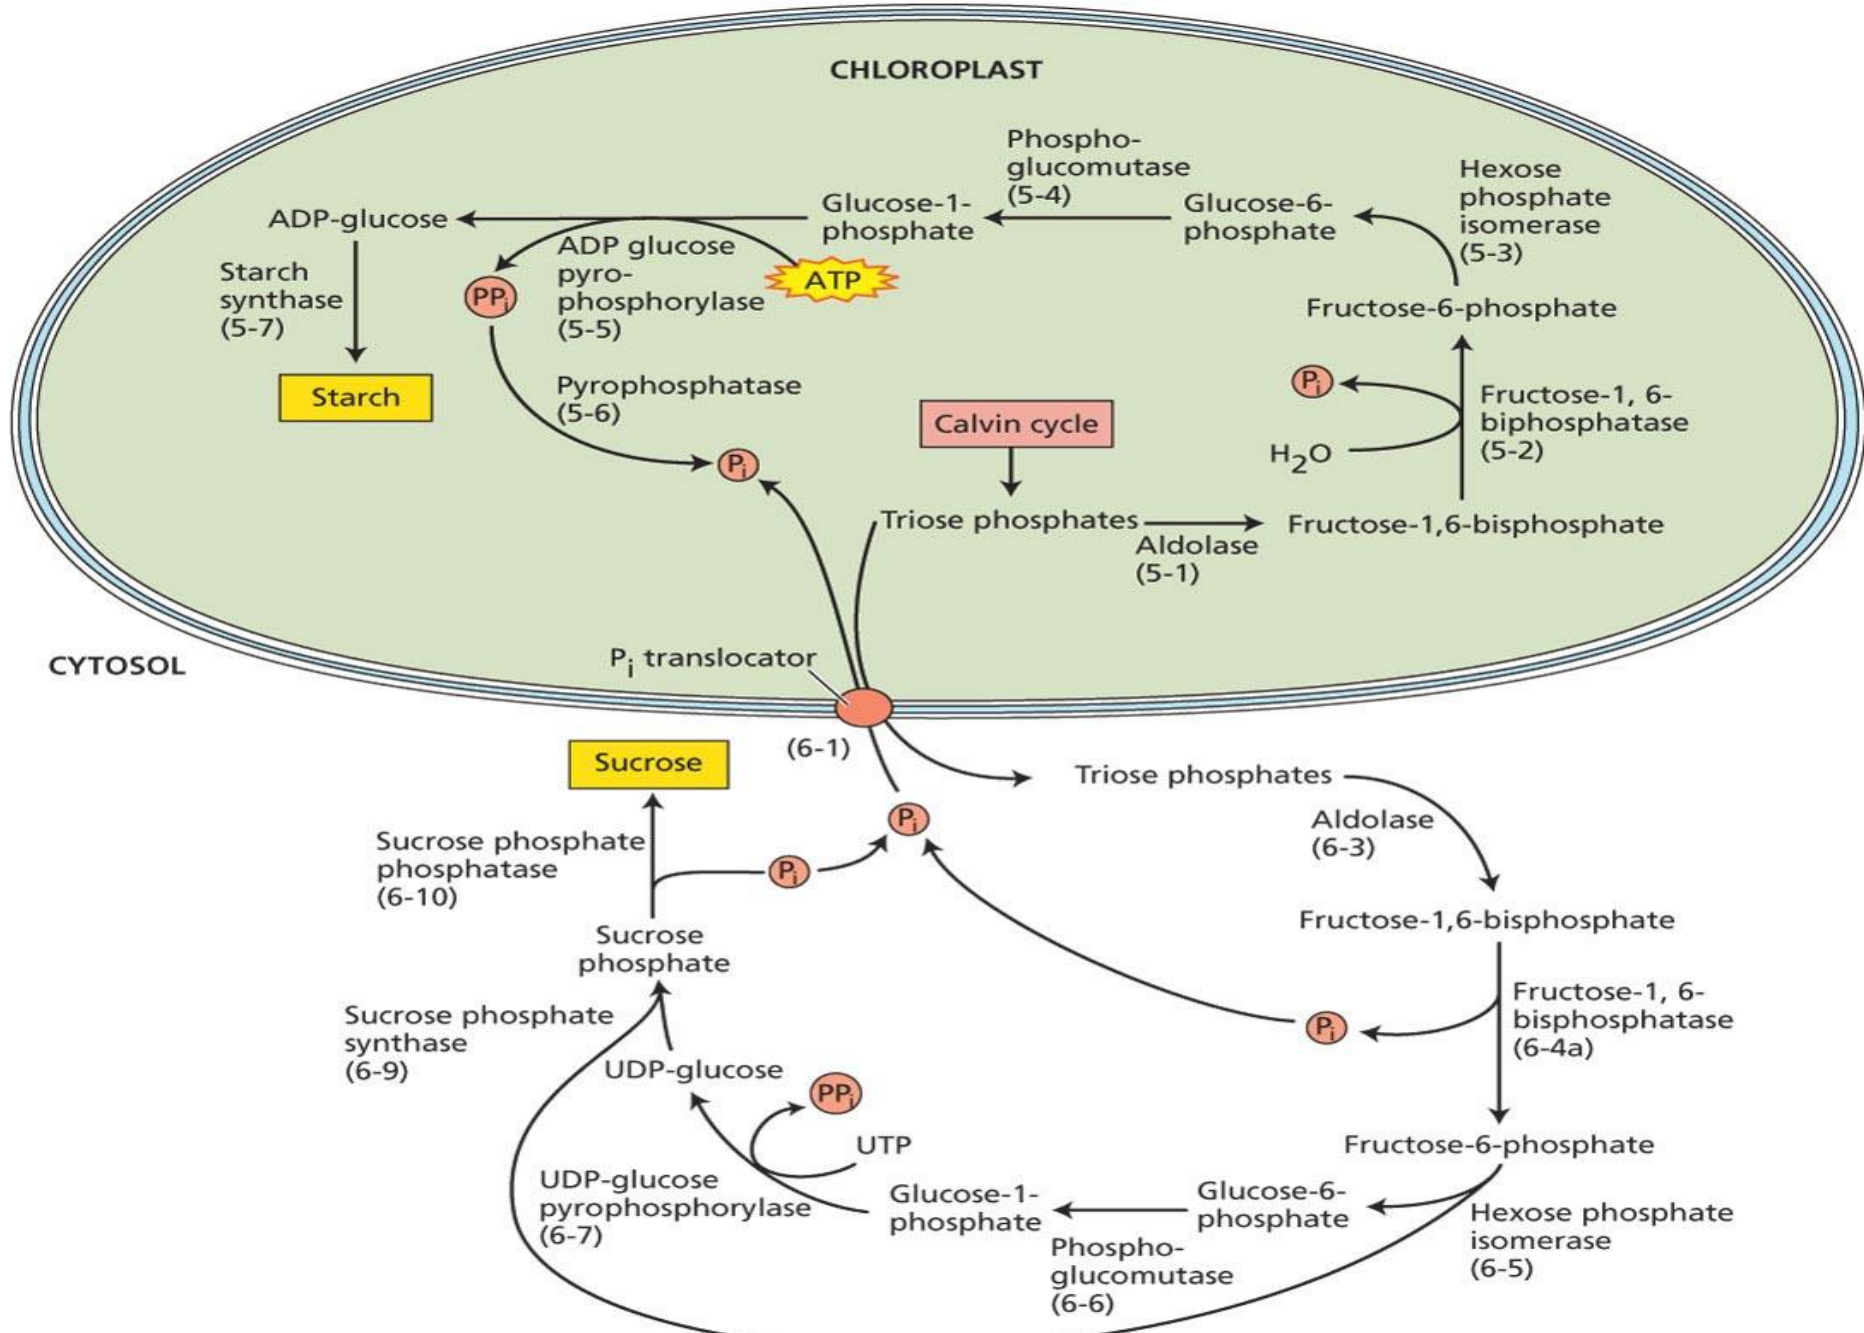 CHLOROPLAST
Phospho-
glucomutase
(5-4)
Hexose
phosphate
isomerase
(5-3)
ADP-glucose
Glucose-1-
phosphate
Glucose-6-
phosphate
ADP glucose
pyro-
phosphorylase
(5-5)
ATP
Starch
synthase
(5-7)
PPi
Fructose-6-phosphate
Starch
Pyrophosphatase
(5-6)
Pi
Calvin cycle
Pi
Fructose-1, 6-
biphosphatase
(5-2)
H2O
Triose phosphates
Aldolase
(5-1)
Fructose-1,6-bisphosphate
CYTOSOL
Pi translocator
(6-1)
Sucrose
Triose phosphates
Pi
Aldolase
(6-3)
Sucrose phosphate
phosphatase
(6-10)
Pi
Fructose-1,6-bisphosphate
Sucrose
phosphate
Fructose-1, 6-
bisphosphatase
(6-4a)
Pi
Sucrose phosphate
synthase
(6-9)
UDP-glucose
PPi
UTP
Fructose-6-phosphate
UDP-glucose
pyrophosphorylase
(6-7)
Glucose-1-
phosphate
Glucose-6-
phosphate
Hexose phosphate
isomerase
(6-5)
Phospho-
glucomutase
(6-6)